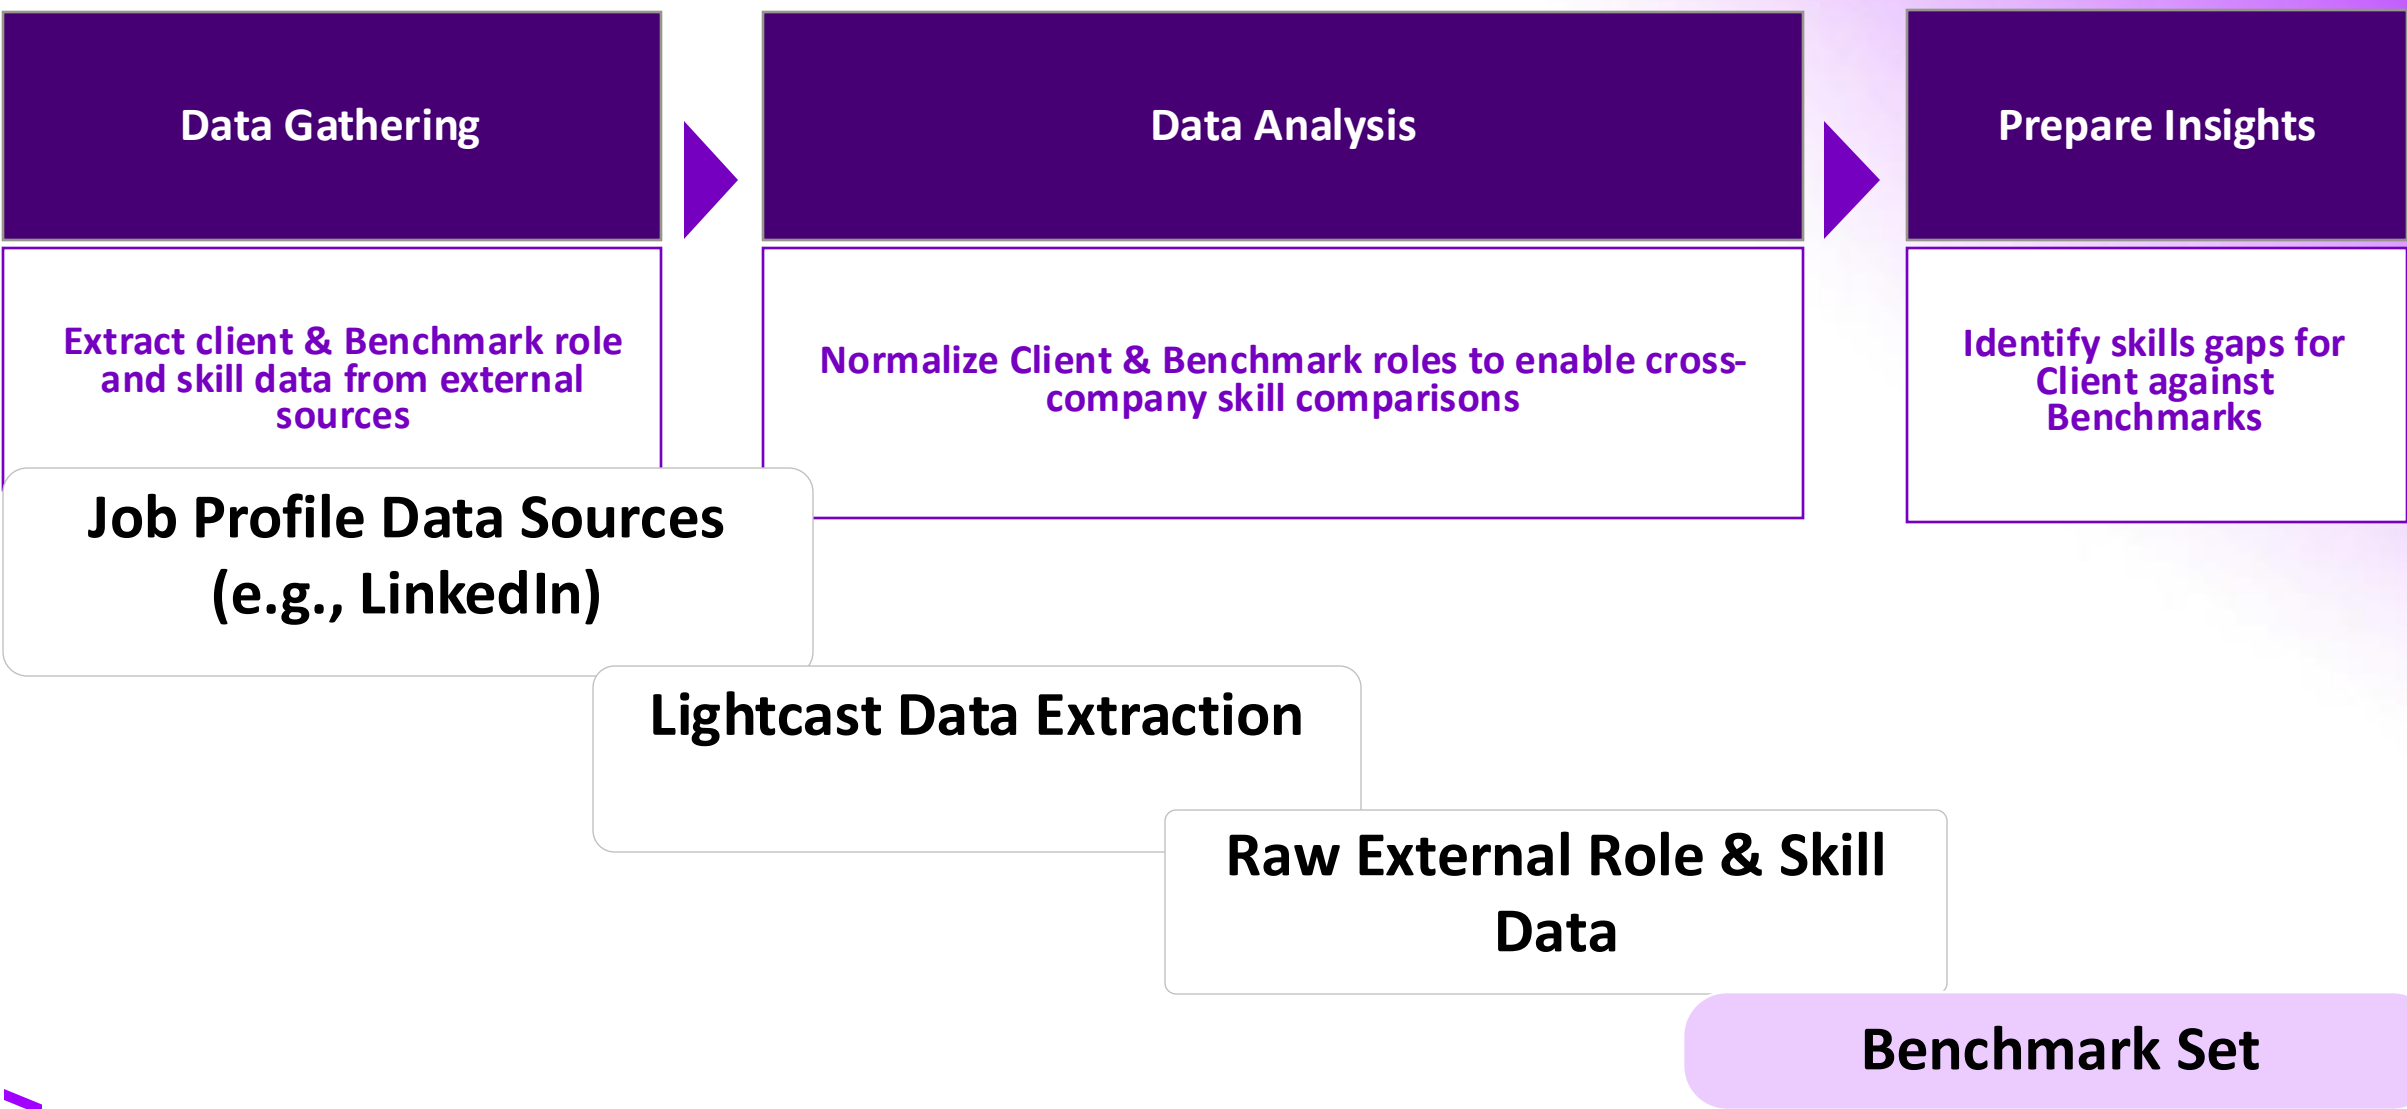 Data Gathering
Data Analysis
Prepare Insights
Extract client & Benchmark role
and skill data from external
sources
Normalize Client & Benchmark roles to enable cross-
company skill comparisons
Identify skills gaps for
Client against
Benchmarks
Job Profile Data Sources
(e.g., LinkedIn)
Lightcast Data Extraction
Raw External Role & Skill
Data
Benchmark Set